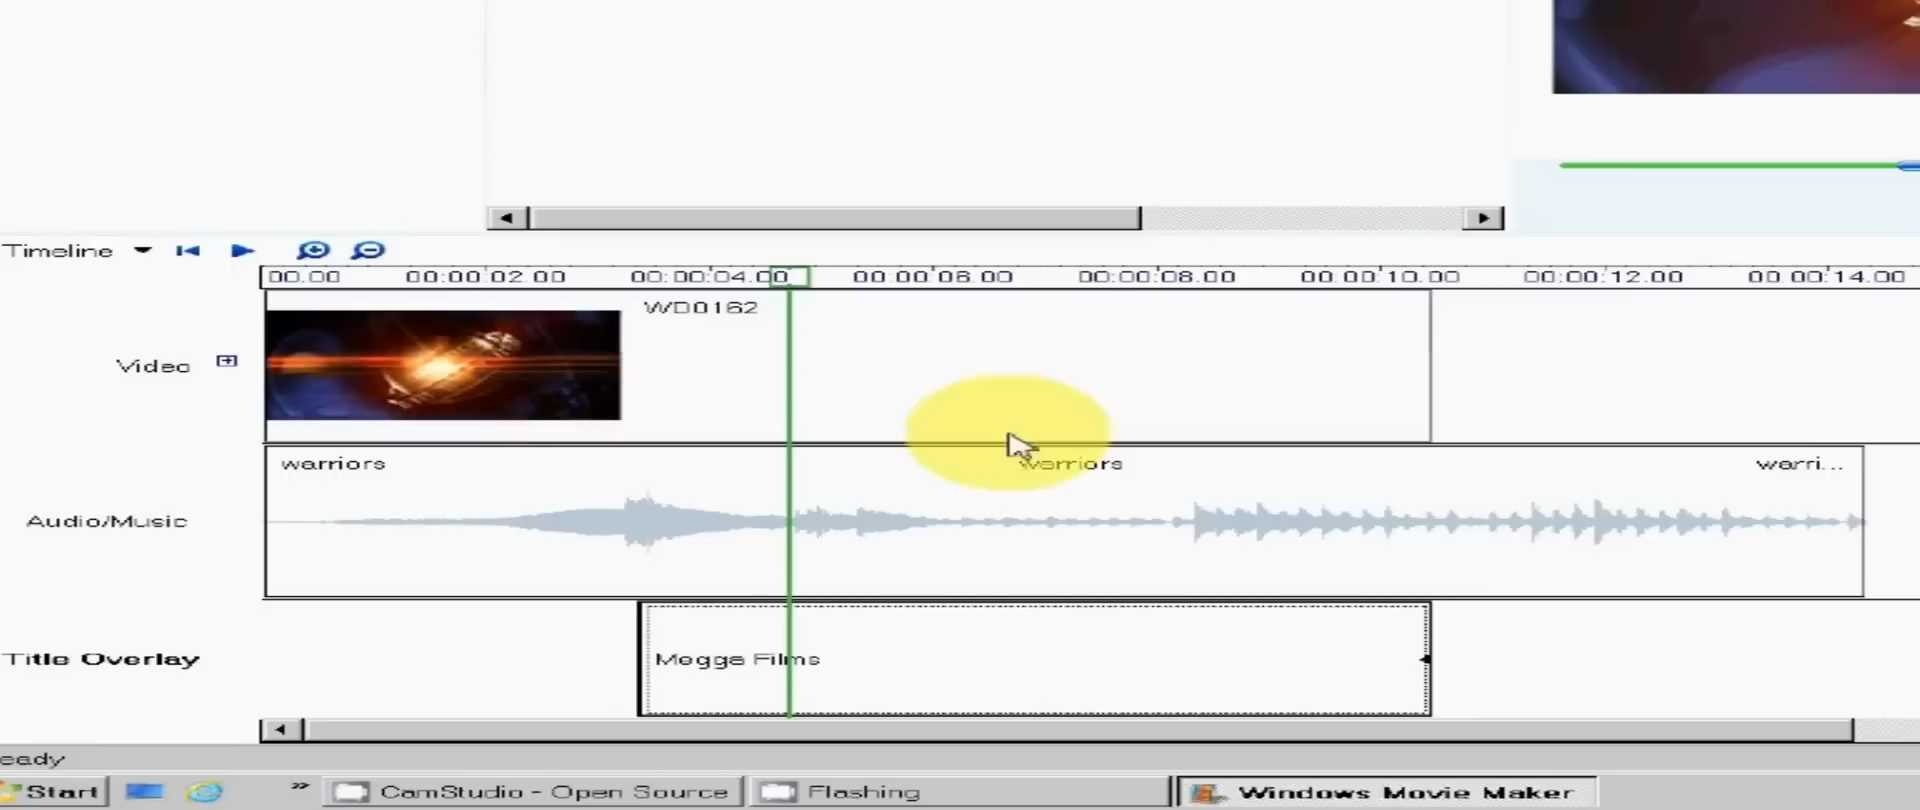 Timeline
00.00 00:00:02.00 00:00:04.00 00:00:06.00 00:00:08.00 00:00:10.00 00:00:12.00 00:00:14.00
WD0162
Video
warriors warriors warri...
Audio/Music
Title Overlay
Megga Films
eady
Start » CamStudio - Open Source Flashing Windows Movie Maker